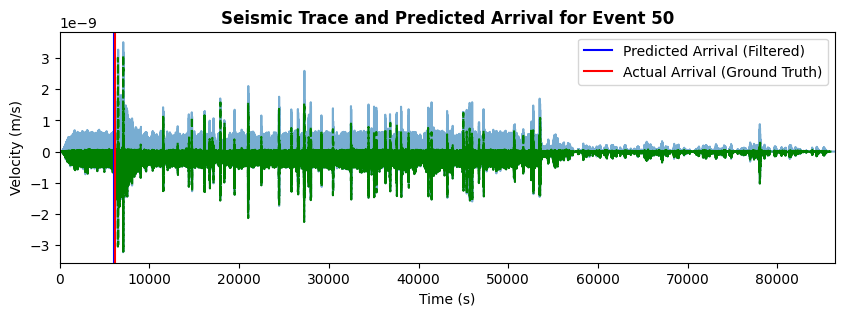 Seismic Trace and Predicted Arrival for Event 50
1e−9
Predicted Arrival (Filtered)
Actual Arrival (Ground Truth)
3
2
1
0
−1
−2
−3
Velocity (m/s)
0 10000 20000 30000 40000 50000 60000 70000 80000
Time (s)